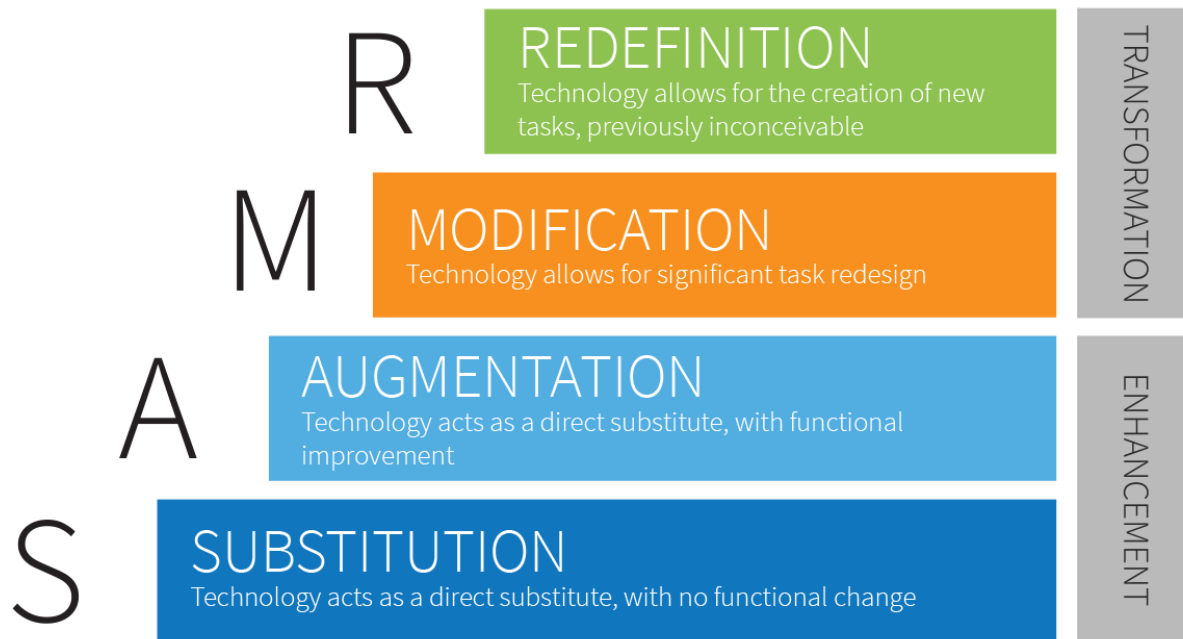 R
REDEFINITION
Technology allows for the creation of new
tasks, previously inconceivable
M
MODIFICATION
Technology allows for significant task redesign
TRANSFORMATION
A
AUGMENTATION
Technology acts as a direct substitute, with functional
improvement
S
SUBSTITUTION
Technology acts as a direct substitute, with no functional change
ENHANCEMENT